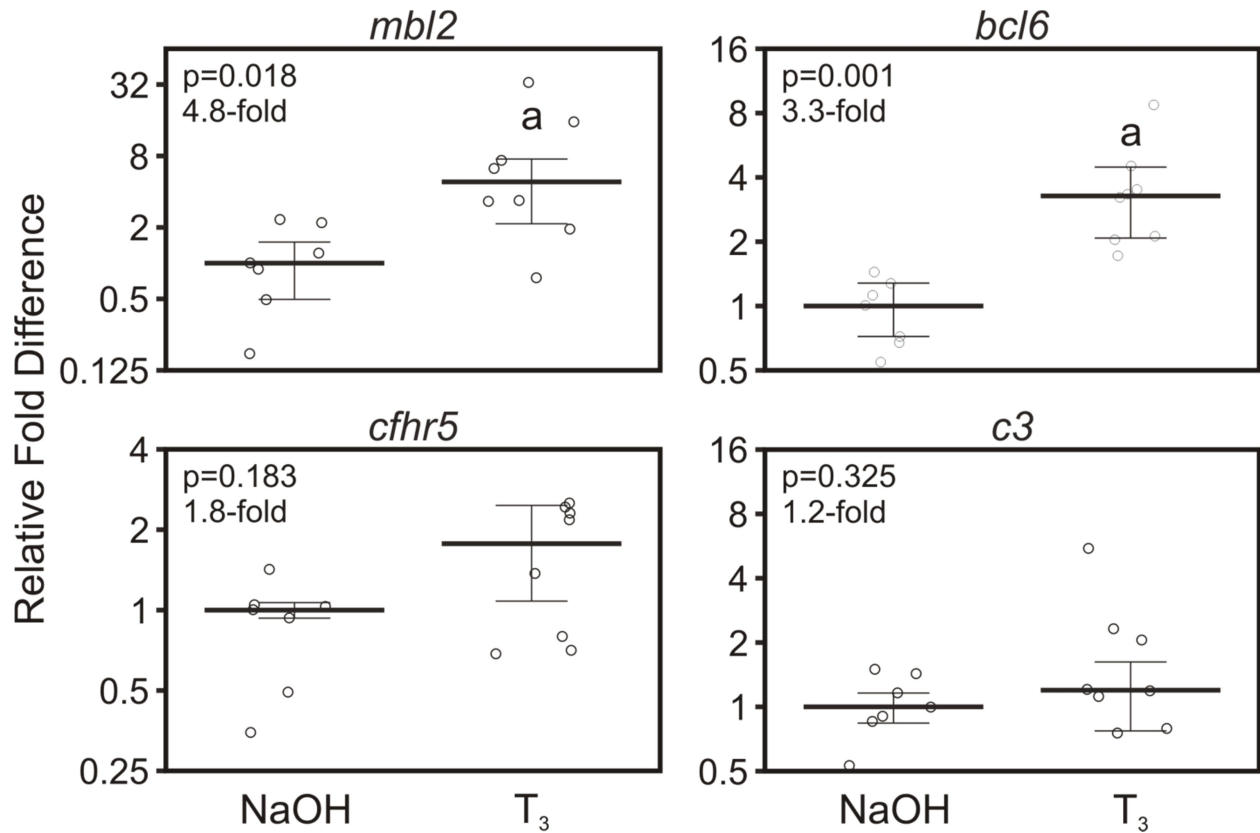 mbl2
p=0.018
4.8-fold
32
8
2
0.5
0.125
a
bcl6
p=0.001
3.3-fold
16
8
4
2
1
0.5
a
Relative Fold Difference
cfhr5
p=0.183
1.8-fold
4
2
1
0.5
0.25
NaOH
T3
c3
p=0.325
1.2-fold
16
8
4
2
1
0.5
NaOH
T3